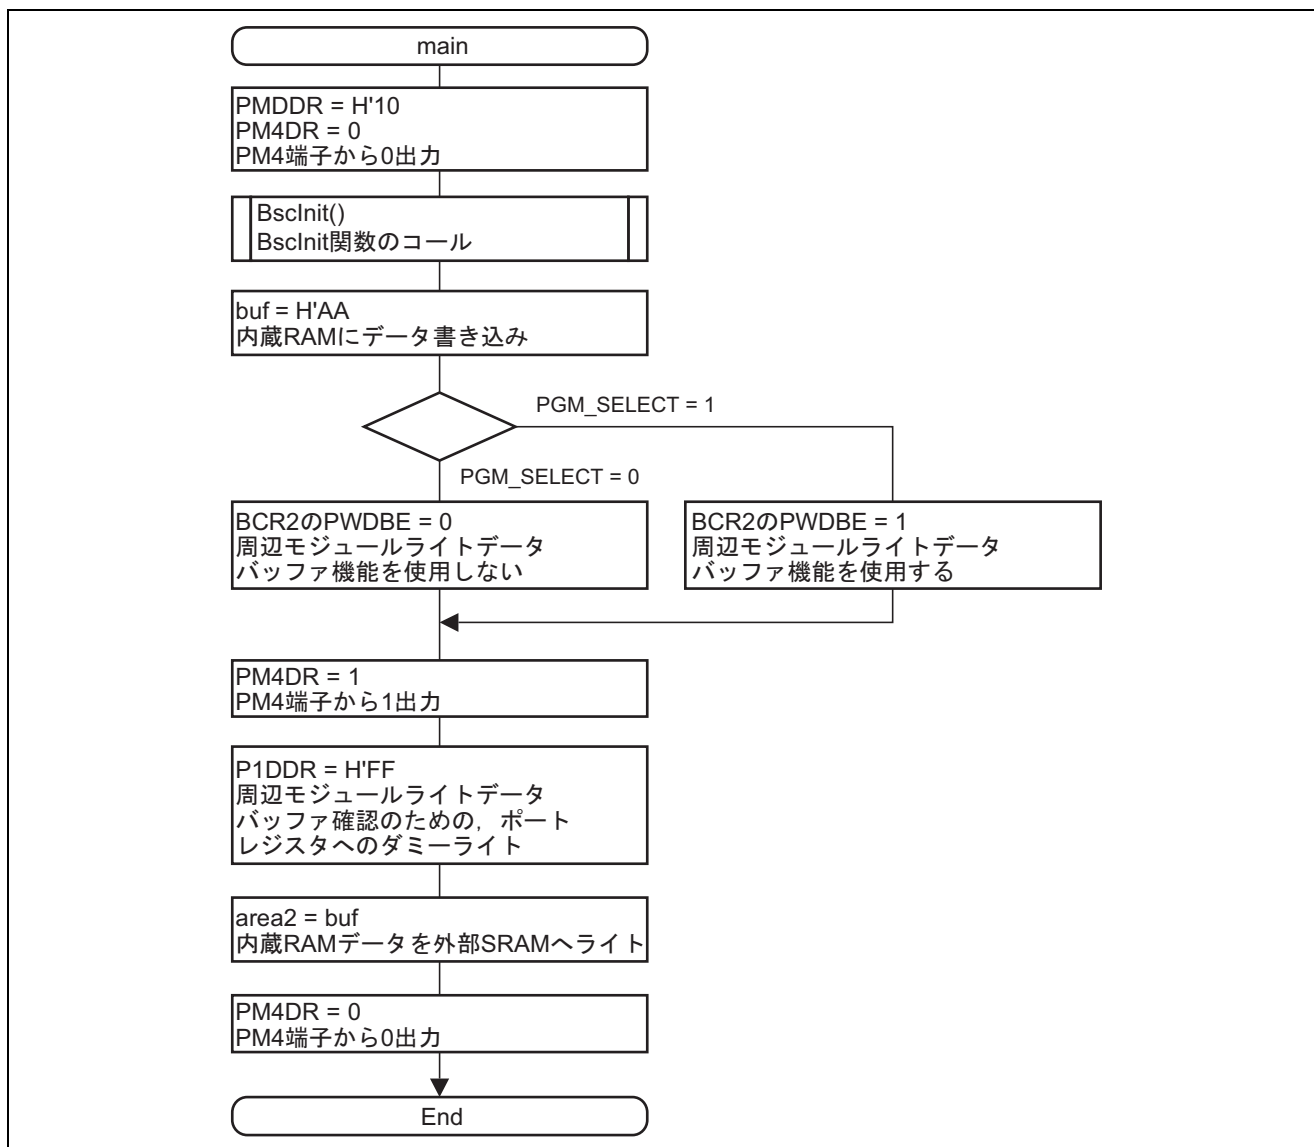 main
PMDDR = H'10
PM4DR = 0
PM4端子から0出力
BscInit()
BscInit関数のコール
buf = H'AA
内蔵RAMにデータ書き込み
PGM_SELECT = 1
PGM_SELECT = 0
BCR2のPWDBE = 0
周辺モジュールライトデータ
バッファ機能を使用しない
BCR2のPWDBE = 1
周辺モジュールライトデータ
バッファ機能を使用する
PM4DR = 1
PM4端子から1出力
P1DDR = H'FF
周辺モジュールライトデータ
バッファ確認のための，ポート
レジスタへのダミーライト
area2 = buf
内蔵RAMデータを外部SRAMへライト
PM4DR = 0
PM4端子から0出力
End